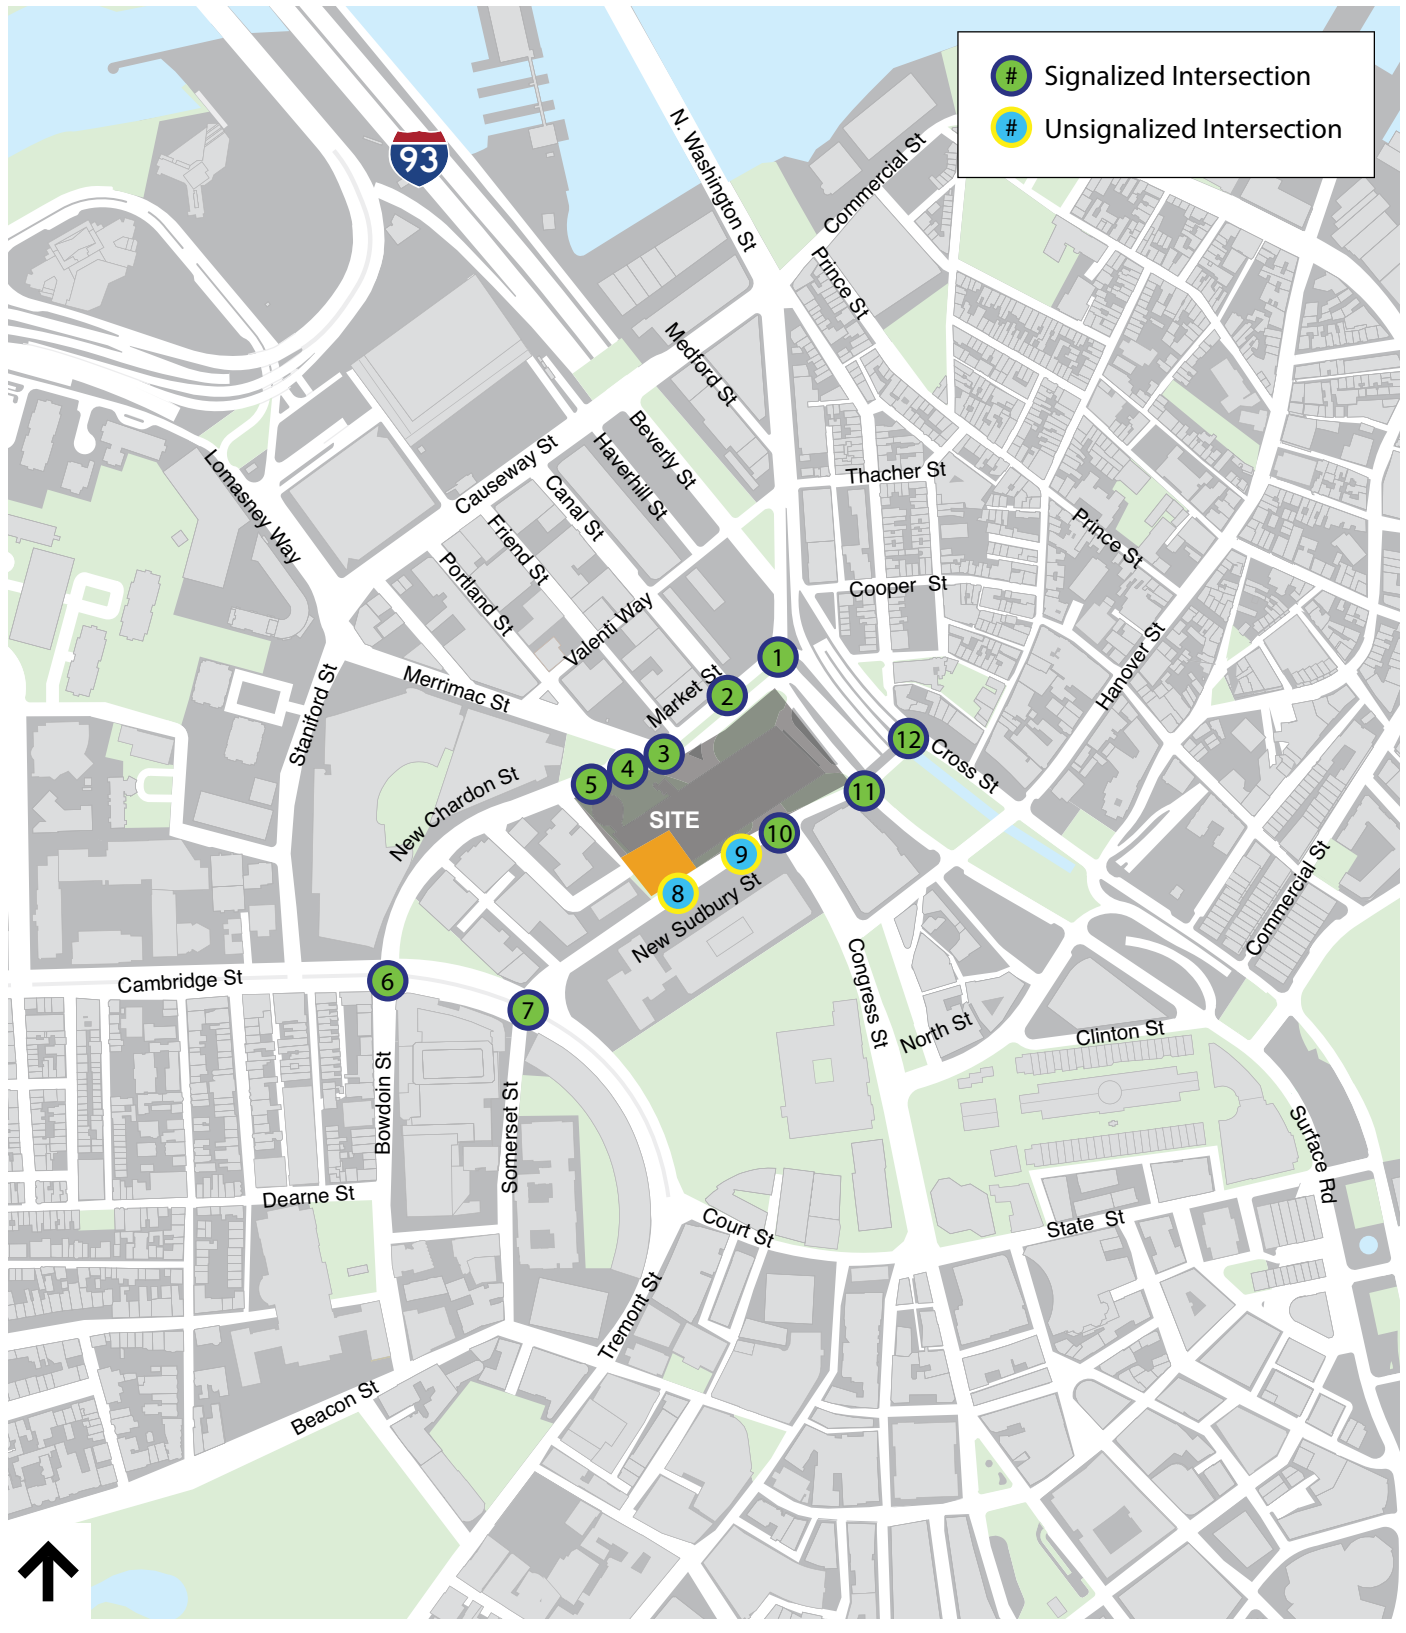 #
Signalized Intersection
#
Unsignalized Intersection
93
N. Washington St
Commercial St
Prince St
Medford St
Beverly St
Haverhill St
Causeway St
Canal St
Friend St
Portland St
Lomasney Way
Thacher St
Prince St
Cooper St
Valenti Way
Hanover St
Market St
Merrimac St
Staniford St
1
2
3
4
5
12
Cross St
11
New Chardon St
SITE
10
9
8
New Sudbury St
Commercial St
Cambridge St
6
7
Congress St
North St
Clinton St
Bowdoin St
Somerset St
Surface Rd
Dearne St
Court St
State St
Tremont St
Beacon St